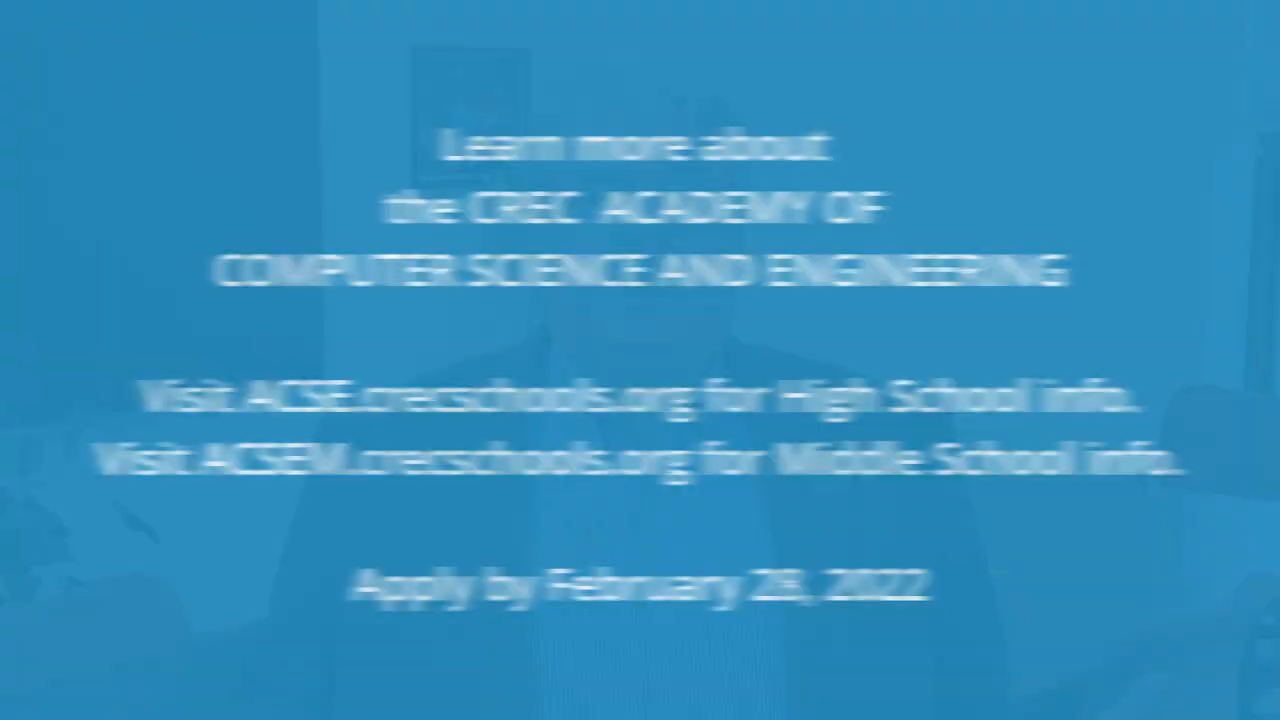 Learn more about
the CREC ACADEMY OF
COMPUTER SCIENCE AND ENGINEERING
Visit ACSE.crecschools.org for High School info.
Visit ACSEM.crecschools.org for Middle School info.
Apply by February 28, 2022